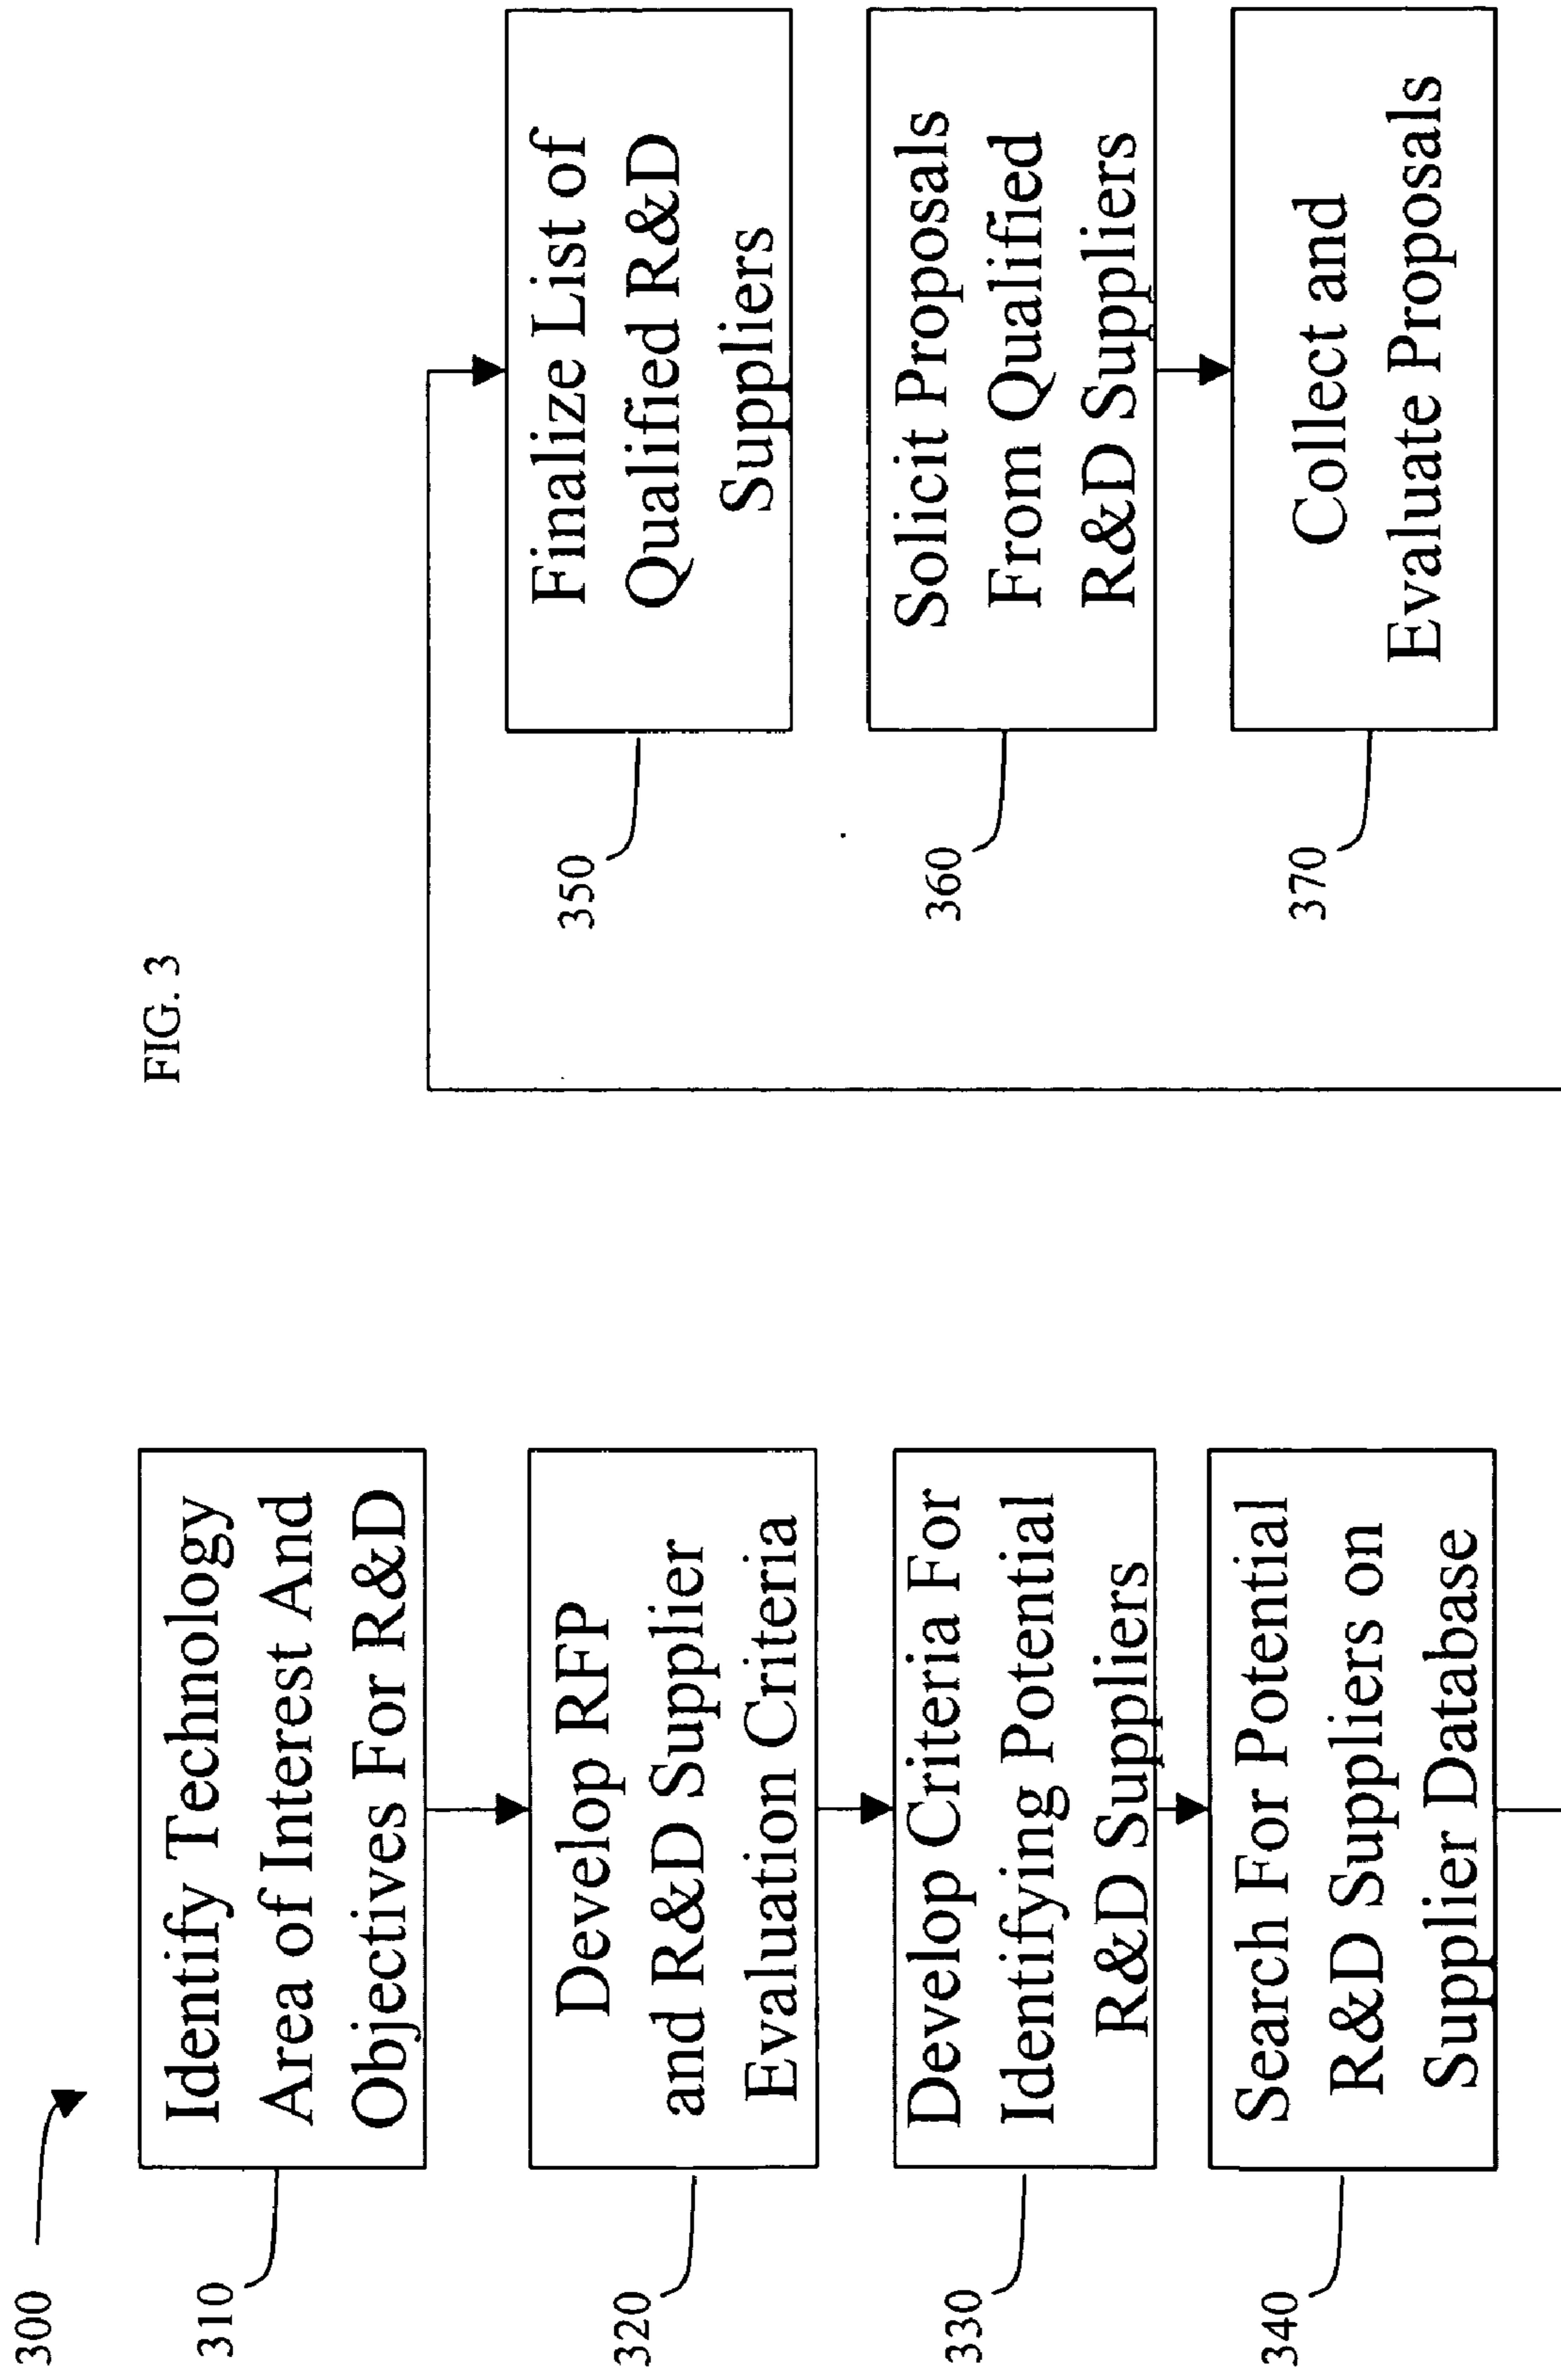 FIG. 3
300
310
Identify Technology
Area of Interest And
Objectives For R&D
320
Develop RFP
and R&D Supplier
Evaluation Criteria
330
Develop Criteria For
Identifying Potential
R&D Suppliers
340
Search For Potential
R&D Suppliers on
Supplier Database
350
Finalize List of
Qualified R&D
Suppliers
360
Solicit Proposals
From Qualified
R&D Suppliers
370
Collect and
Evaluate Proposals